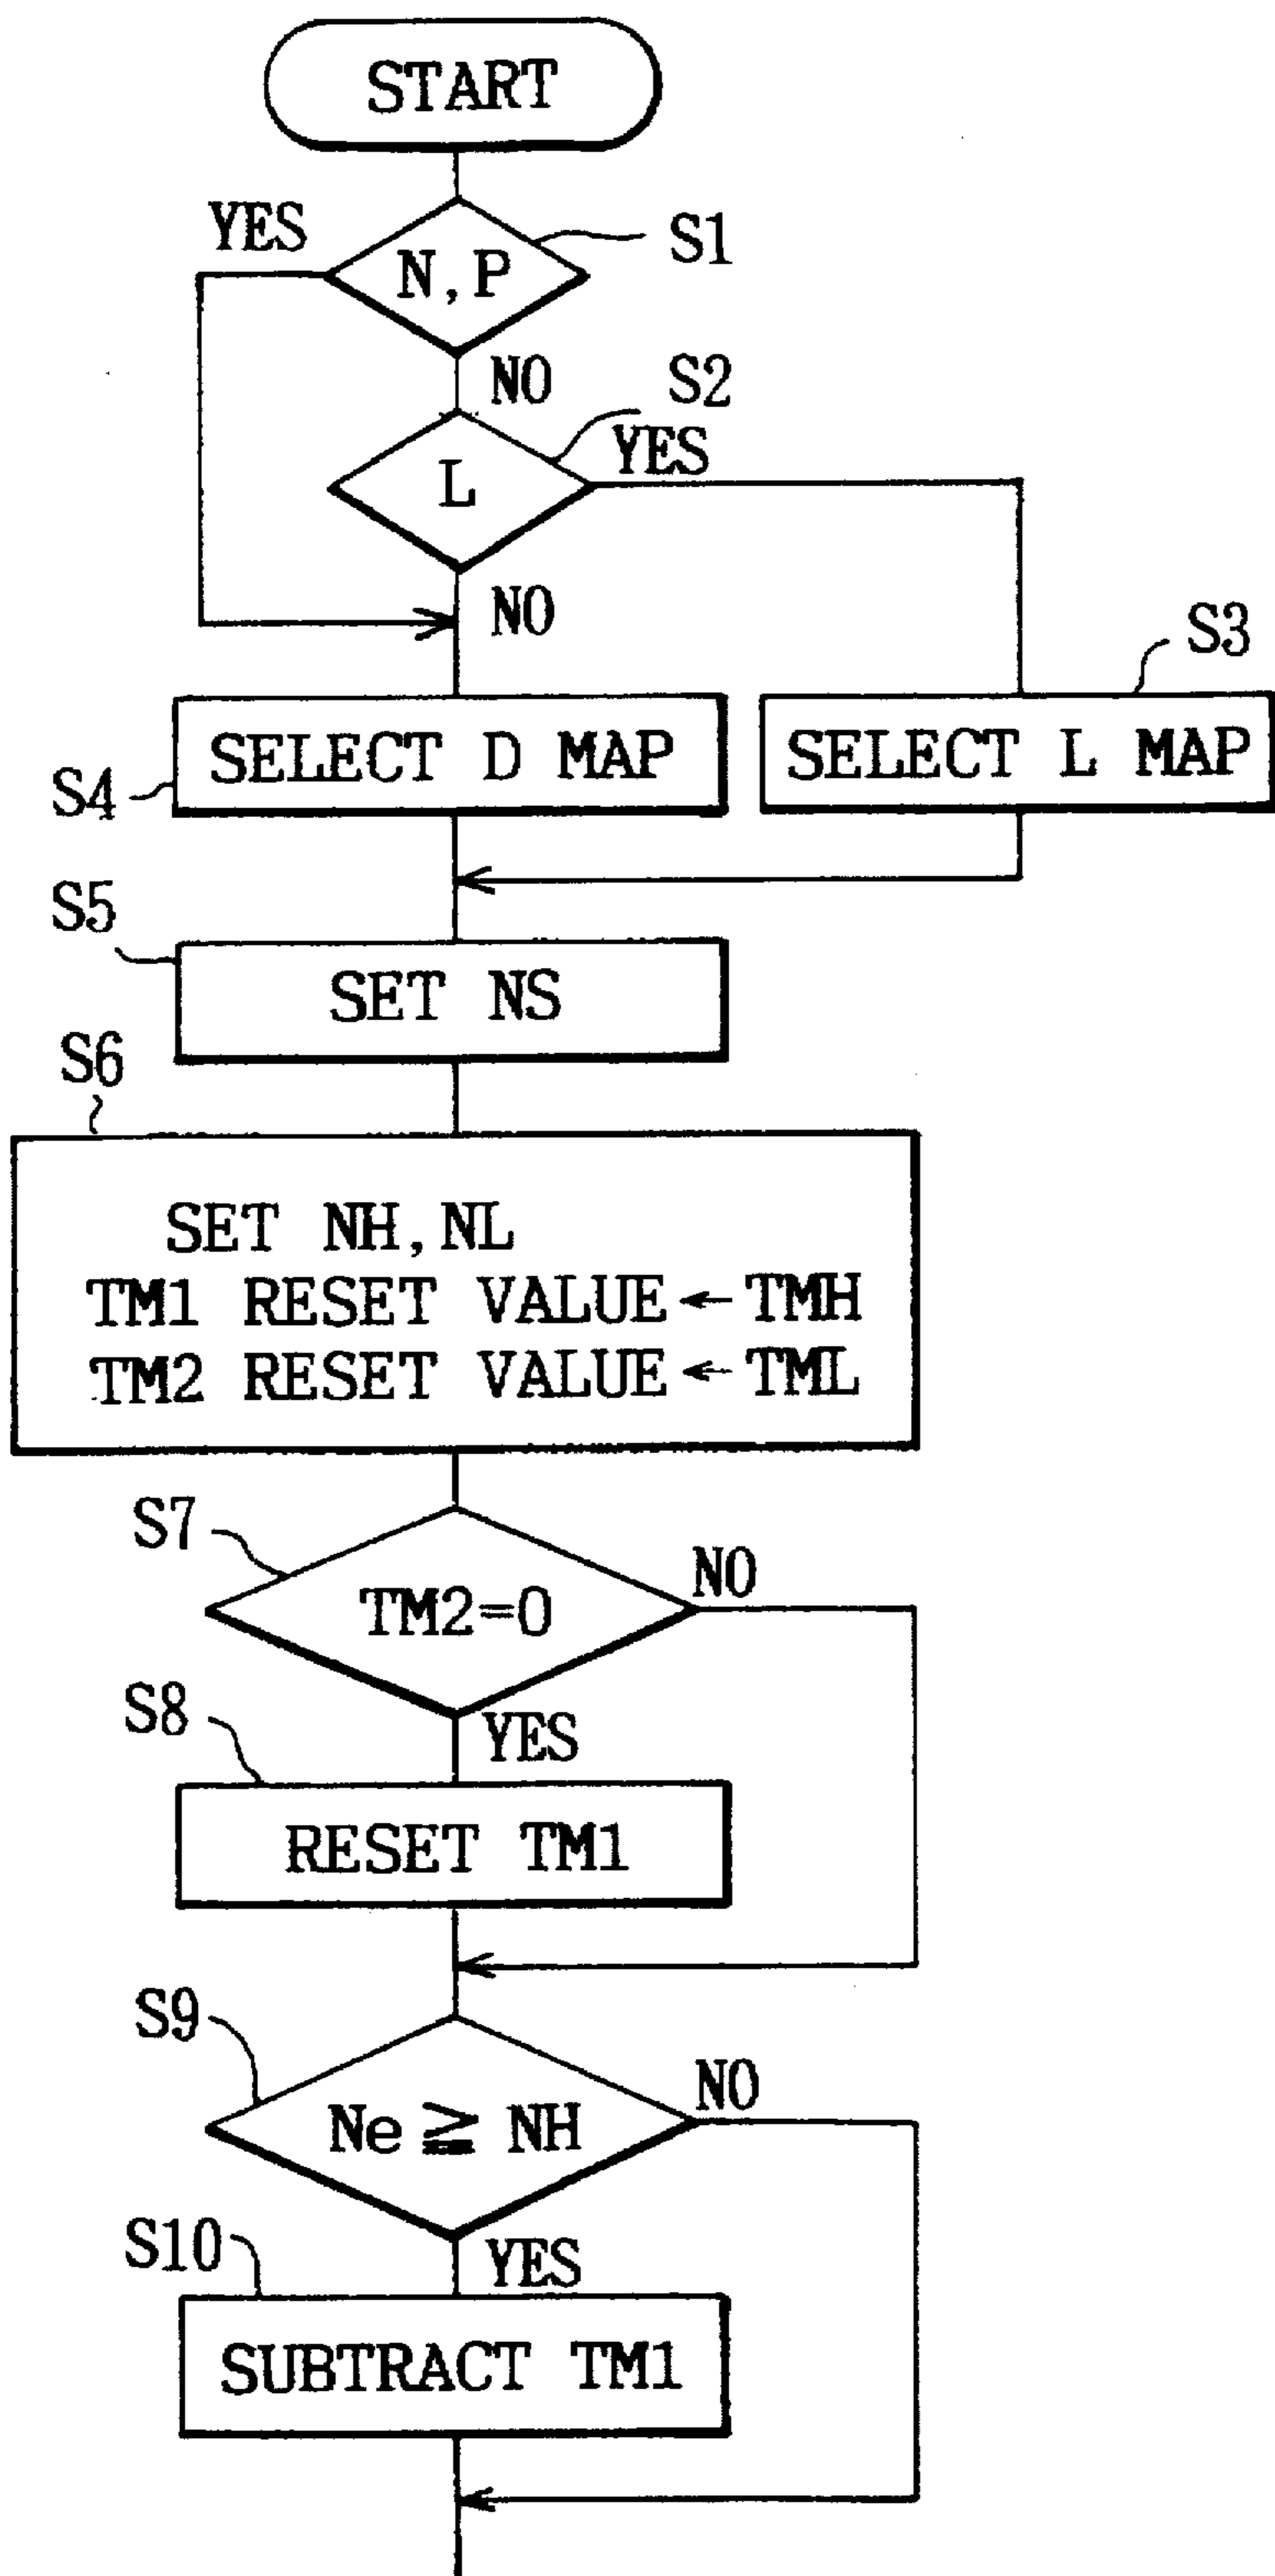 START
YES
S1
N,P
NO
S2
YES
L
NO
S3
SELECT D MAP
SELECT L MAP
S4
S5
SET NS
S6
SET NH,NL
TM1 RESET VALUE ← TMH
TM2 RESET VALUE ← TML
S7
NO
TM2=0
S8
YES
RESET TM1
S9
NO
Ne ≧ NH
S10
YES
SUBTRACT TM1